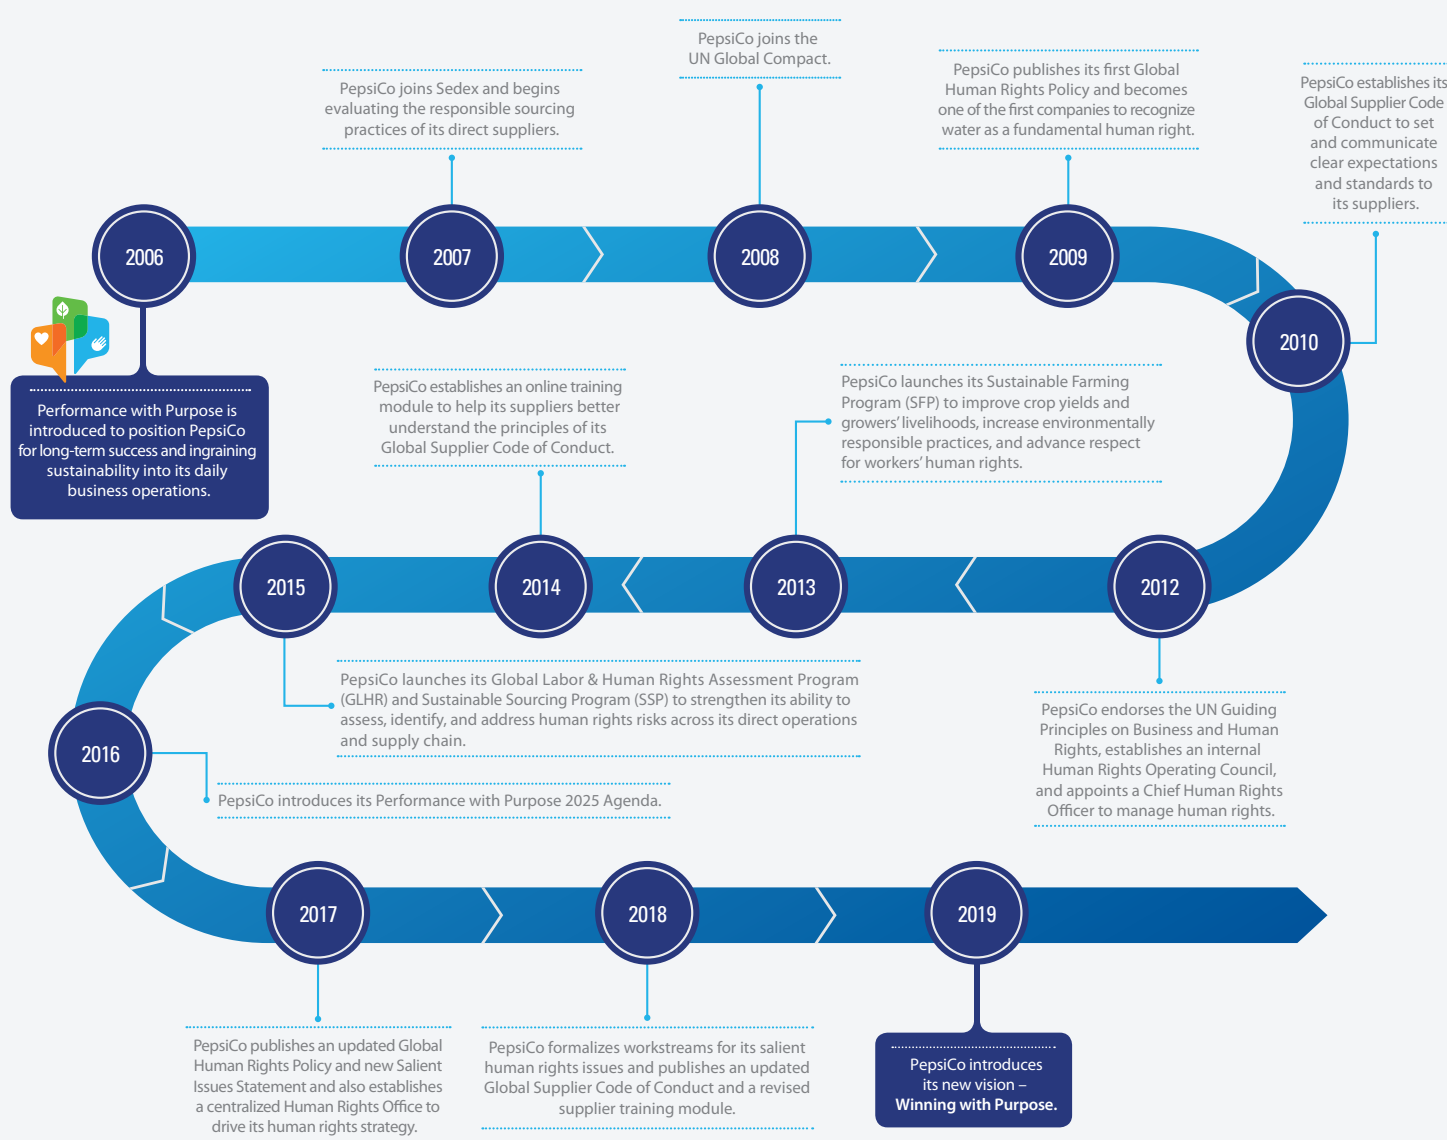 2006
Performance with Purpose is
introduced to position PepsiCo
for long-term success and ingraining
sustainability into its daily
business operations.
PepsiCo joins Sedex and begins
evaluating the responsible sourcing
practices of its direct suppliers.
2007
PepsiCo joins the
UN Global Compact.
2008
PepsiCo publishes its first Global
Human Rights Policy and becomes
one of the first companies to recognize
water as a fundamental human right.
2009
PepsiCo establishes its
Global Supplier Code
of Conduct to set
and communicate
clear expectations
and standards to
its suppliers.
2010
2012
PepsiCo endorses the UN Guiding
Principles on Business and Human
Rights, establishes an internal
Human Rights Operating Council,
and appoints a Chief Human Rights
Officer to manage human rights.
PepsiCo launches its Sustainable Farming
Program (SFP) to improve crop yields and
growers' livelihoods, increase environmentally
responsible practices, and advance respect
for workers' human rights.
2013
PepsiCo establishes an online training
module to help its suppliers better
understand the principles of its
Global Supplier Code of Conduct.
2014
2015
PepsiCo launches its Global Labor & Human Rights Assessment Program
(GLHR) and Sustainable Sourcing Program (SSP) to strengthen its ability to
assess, identify, and address human rights risks across its direct operations
and supply chain.
2016
PepsiCo introduces its Performance with Purpose 2025 Agenda.
2017
PepsiCo publishes an updated Global
Human Rights Policy and new Salient
Issues Statement and also establishes
a centralized Human Rights Office to
drive its human rights strategy.
2018
PepsiCo formalizes workstreams for its salient
human rights issues and publishes an updated
Global Supplier Code of Conduct and a revised
supplier training module.
2019
PepsiCo introduces
its new vision –
Winning with Purpose.